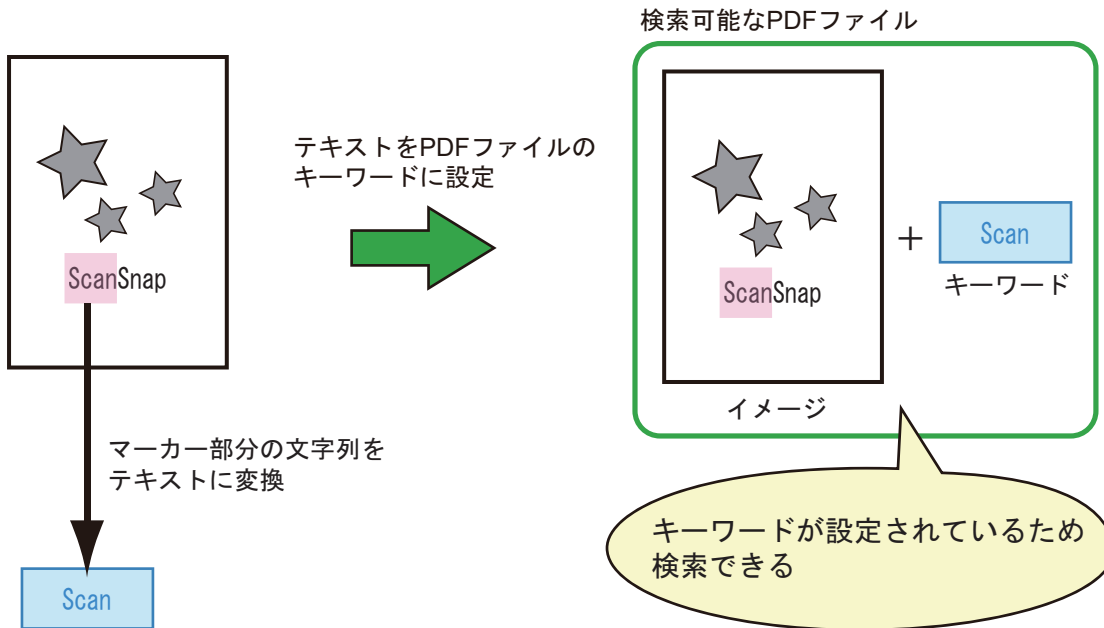 検索可能なPDFファイル
テキストをPDFファイルの
キーワードに設定
ScanSnap
マーカー部分の文字列を
テキストに変換
Scan
ScanSnap
イメージ
+
Scan
キーワード
キーワードが設定されているため
検索できる